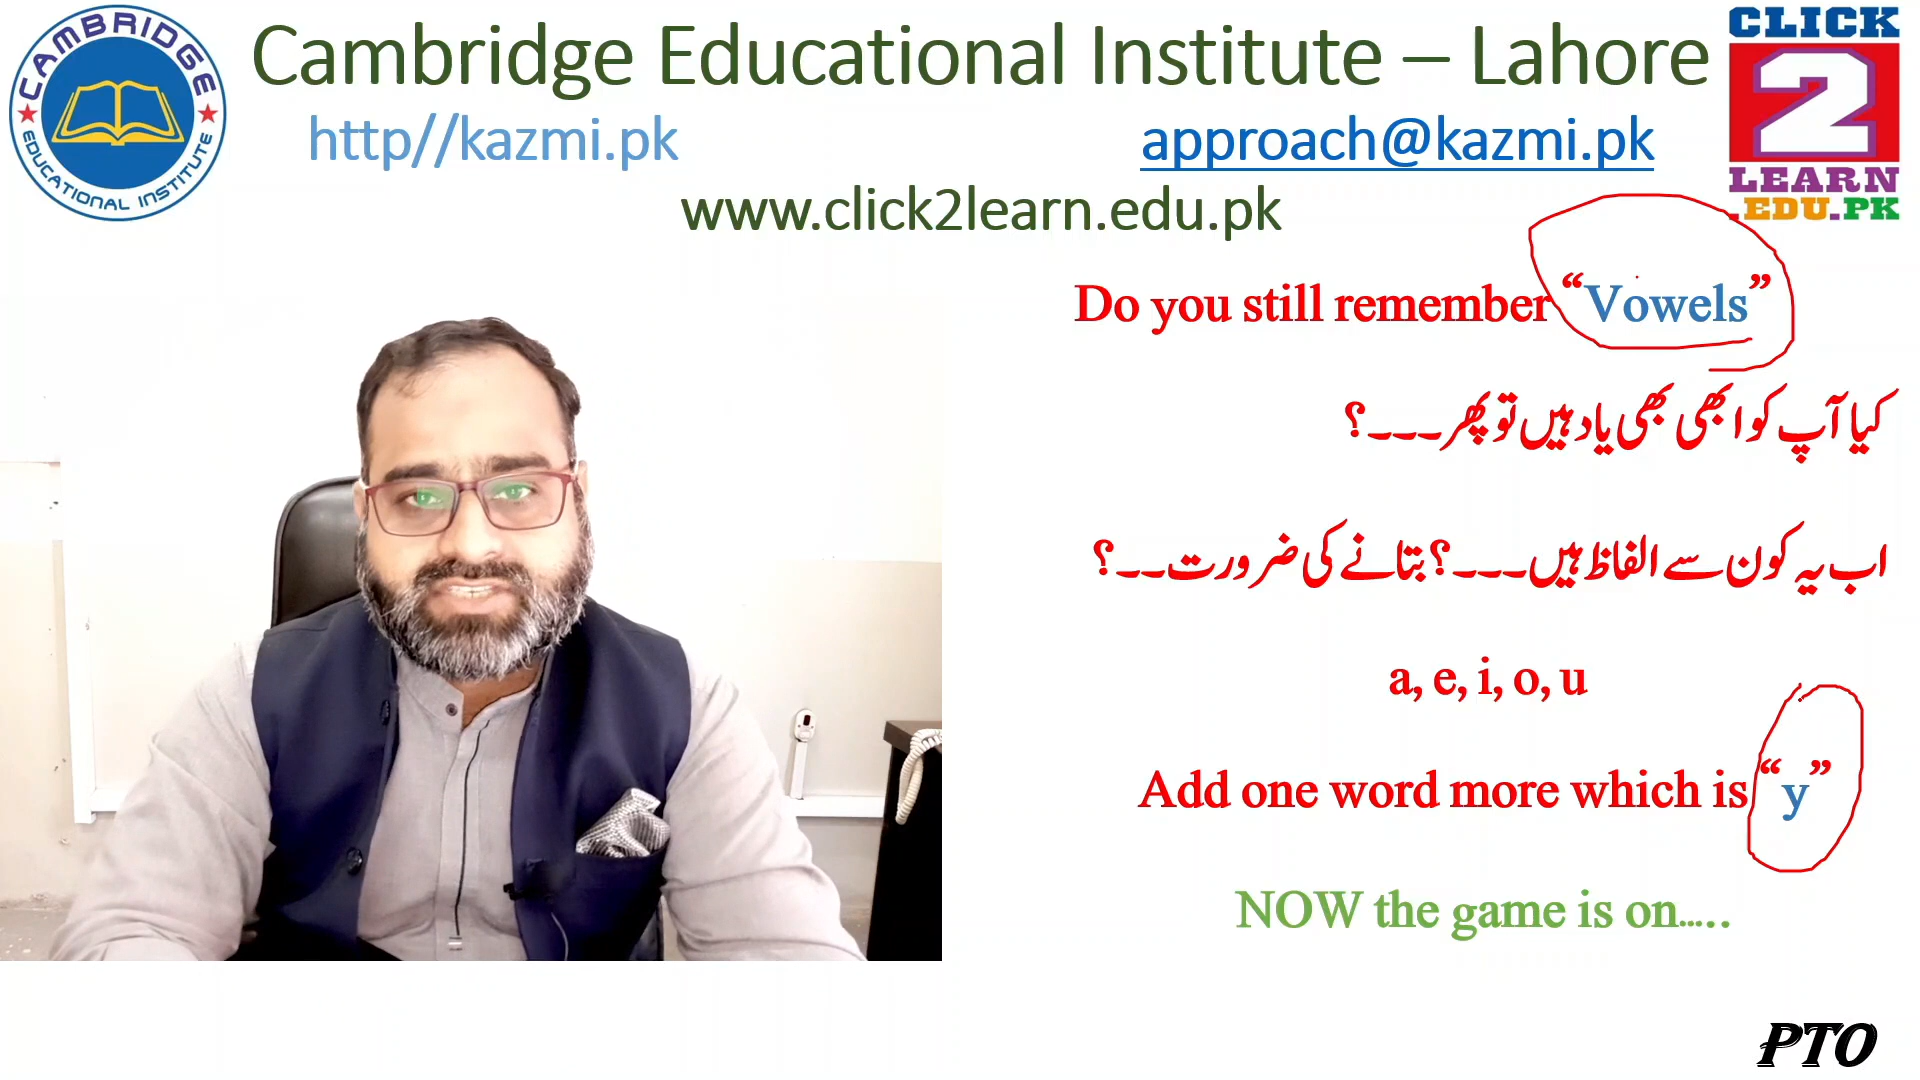 CAMBRIDGE
EDUCATIONAL INSTITUTE
Cambridge Educational Institute – Lahore
CLICK
2
LEARN
.EDU.PK
http//kazmi.pk
approach@kazmi.pk
www.click2learn.edu.pk
Do you still remember “Vowels”
کیا آپ کو ابھی بھی یاد ہیں تو پھر۔۔۔۔؟
اب یہ کون سے الفاظ ہیں۔۔۔۔؟ بتانے کی ضرورت۔۔۔؟
a, e, i, o, u
Add one word more which is “y”
NOW the game is on…..
PTO